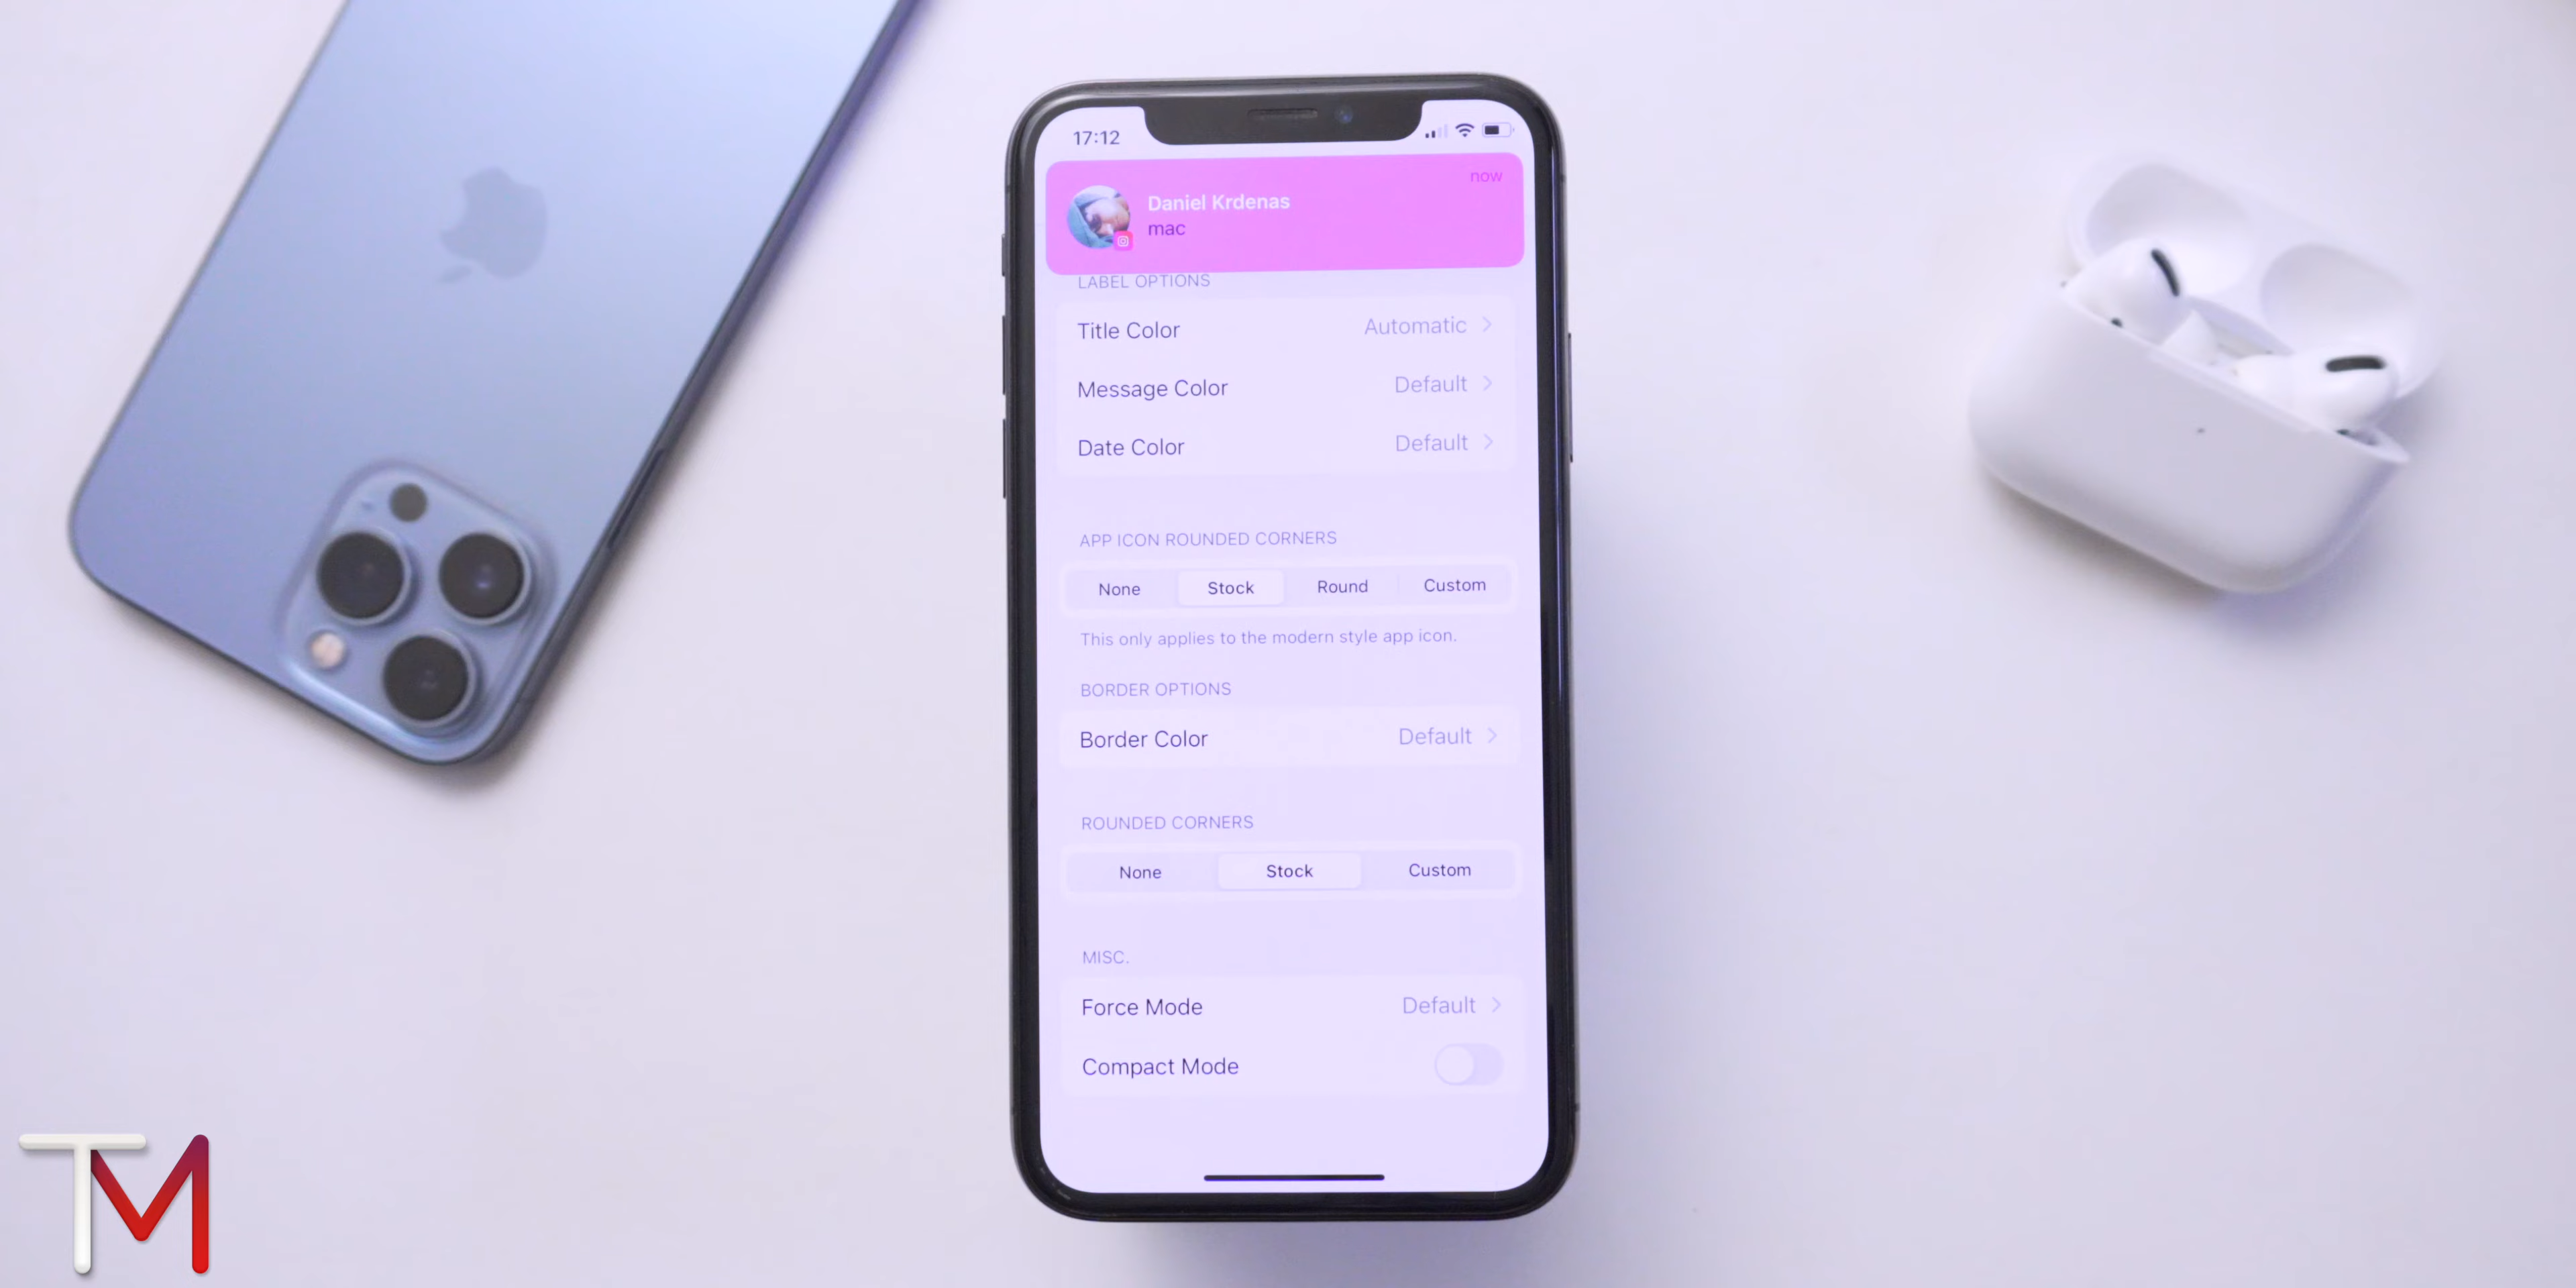 17:12
now
Daniel Krdenas
mac
LABEL OPTIONS
Title Color Automatic
Message Color Default
Date Color Default
APP ICON ROUNDED CORNERS
None Stock Round Custom
This only applies to the modern style app icon.
BORDER OPTIONS
Border Color Default
ROUNDED CORNERS
None Stock Custom
MISC.
Force Mode Default
Compact Mode
TM